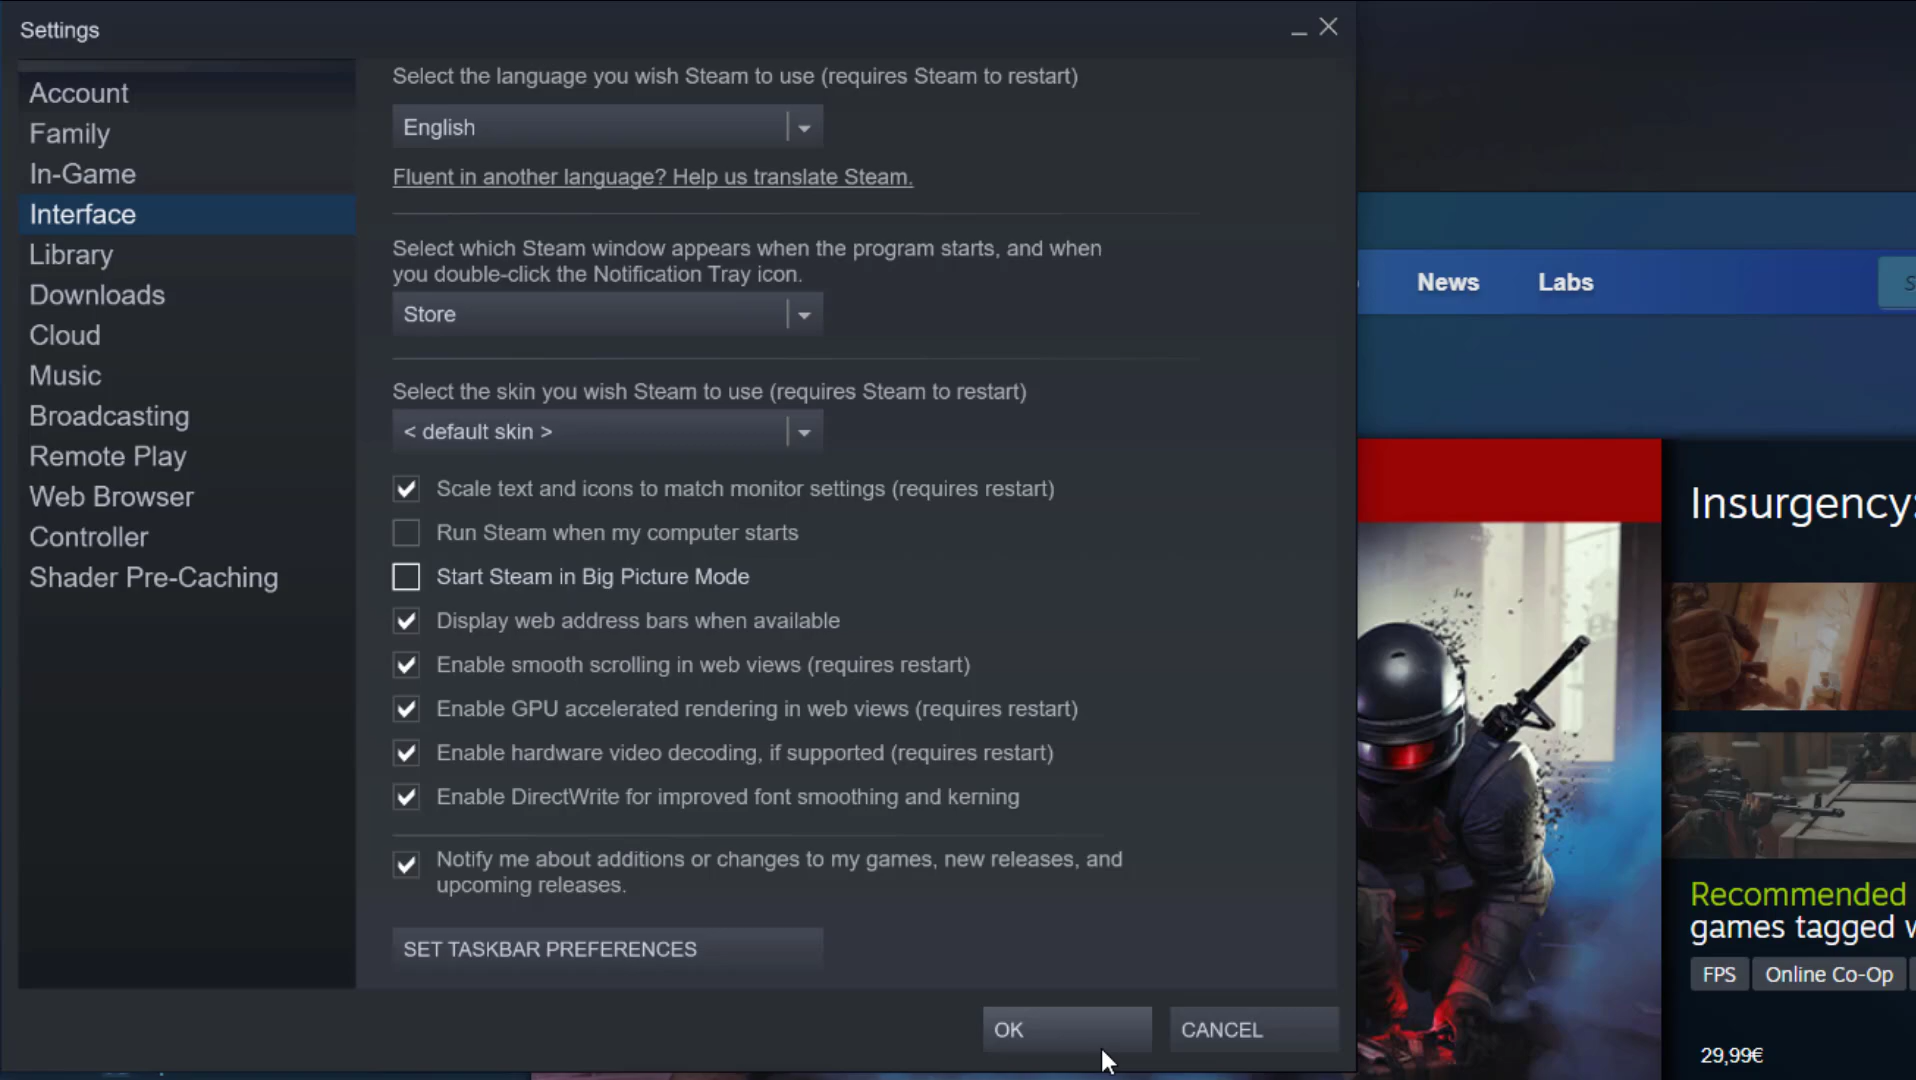 Settings
Account
Family
In-Game
Interface
Library
Downloads
Cloud
Music
Broadcasting
Remote Play
Web Browser
Controller
Shader Pre-Caching
Select the language you wish Steam to use (requires Steam to restart)
English
Fluent in another language? Help us translate Steam.
Select which Steam window appears when the program starts, and when
you double-click the Notification Tray icon.
Store
Select the skin you wish Steam to use (requires Steam to restart)
< default skin >
Scale text and icons to match monitor settings (requires restart)
Run Steam when my computer starts
Start Steam in Big Picture Mode
Display web address bars when available
Enable smooth scrolling in web views (requires restart)
Enable GPU accelerated rendering in web views (requires restart)
Enable hardware video decoding, if supported (requires restart)
Enable DirectWrite for improved font smoothing and kerning
Notify me about additions or changes to my games, new releases, and
upcoming releases.
SET TASKBAR PREFERENCES
OK CANCEL
News Labs
Insurgency:
Recommended
games tagged
FPS Online Co-Op
29,99€